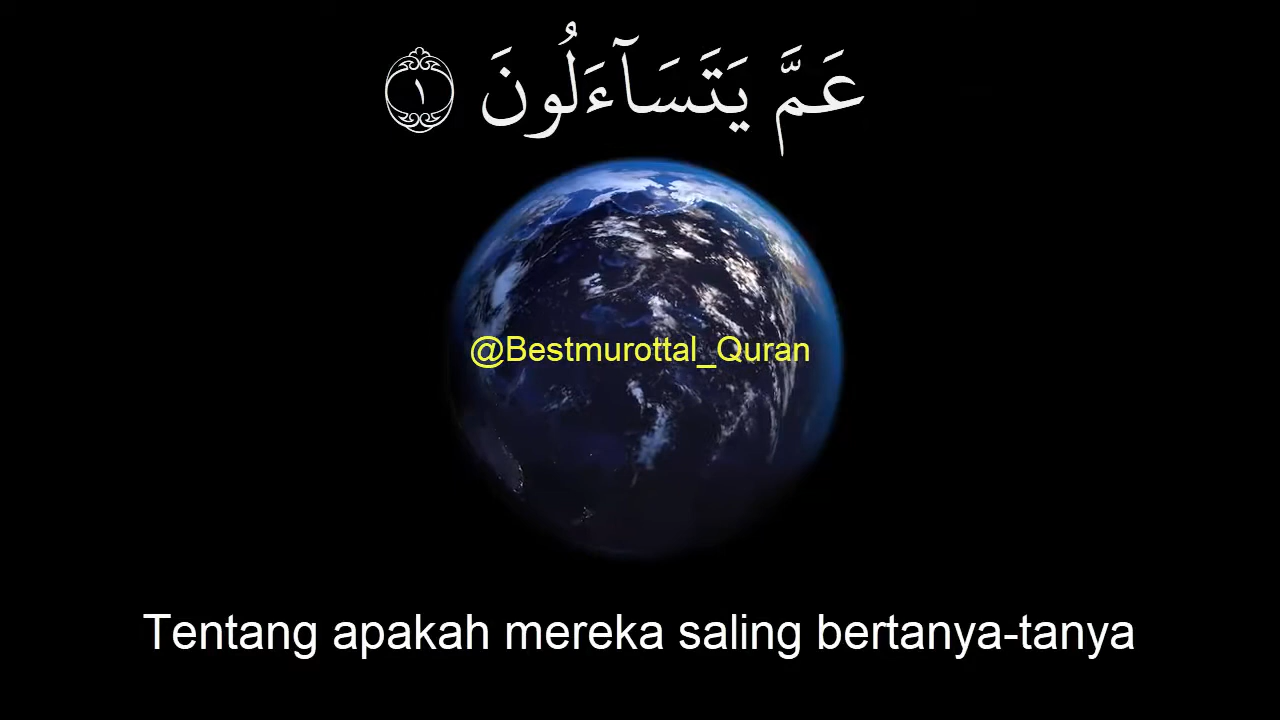 عَمَّ يَتَسَآءَلُونَ ١
@Bestmurottal_Quran
Tentang apakah mereka saling bertanya-tanya